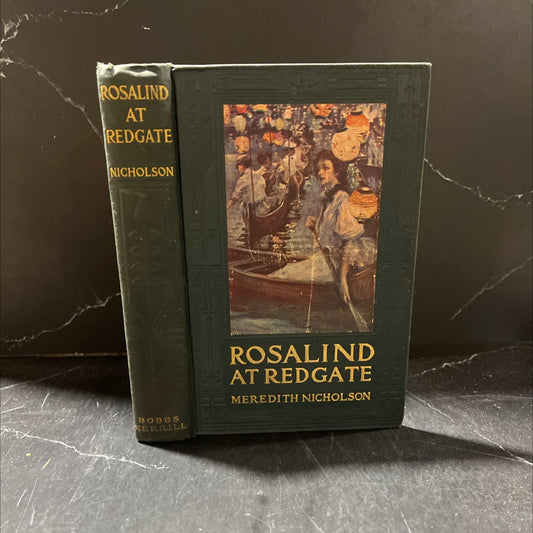 ROSALIND
AT
REDGATE
NICHOLSON
BOBBS
MERRILL
ROSALIND
AT REDGATE
MEREDITH NICHOLSON